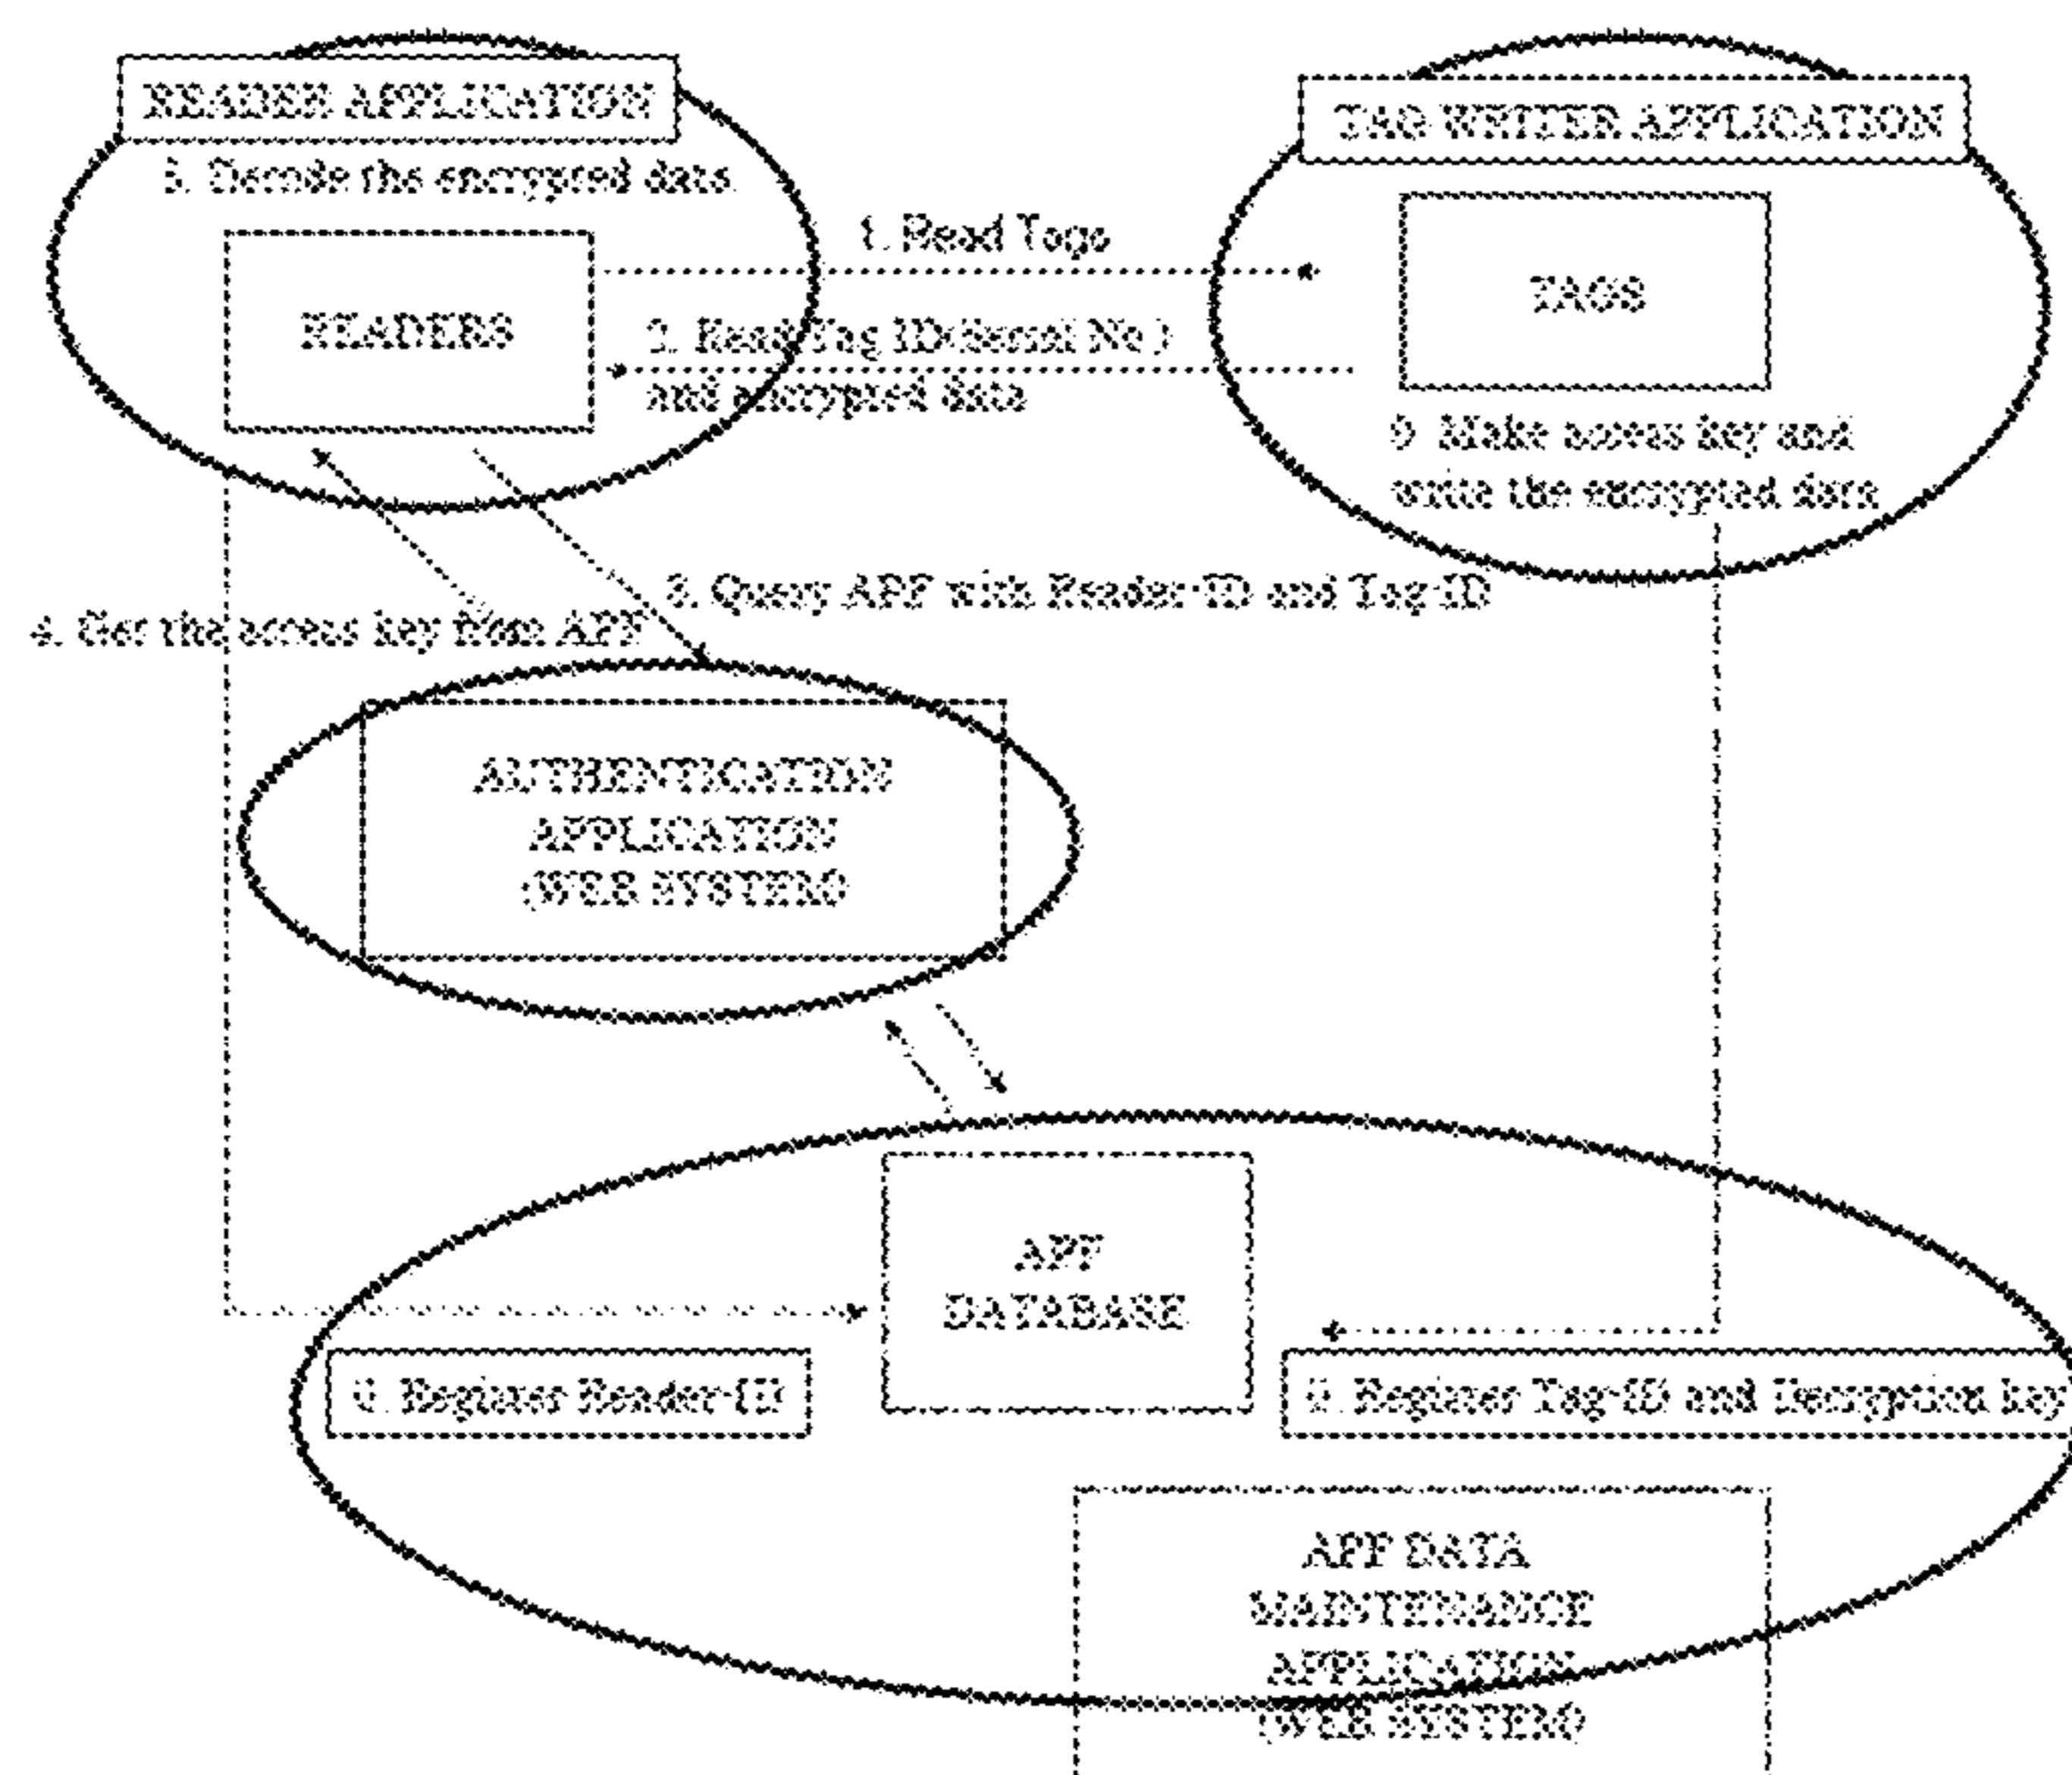 READER APPLICATION
5. Decode the encrypted data
READERS
1. Read Tags
2. Read Tag ID(Serial No.)
and encrypted data
TAG WRITER APPLICATION
TAGS
0. Make access key and
write the encrypted data
3. Query APF with Reader-ID and Tag-ID
4. Get the access key from APF
AUTHENTICATION
APPLICATION
(WEB SYSTEM)
APF
DATABASE
0. Register Reader-ID
0. Register Tag-ID and Decryption key
APF DATA
MAINTENANCE
APPLICATION
(WEB SYSTEM)